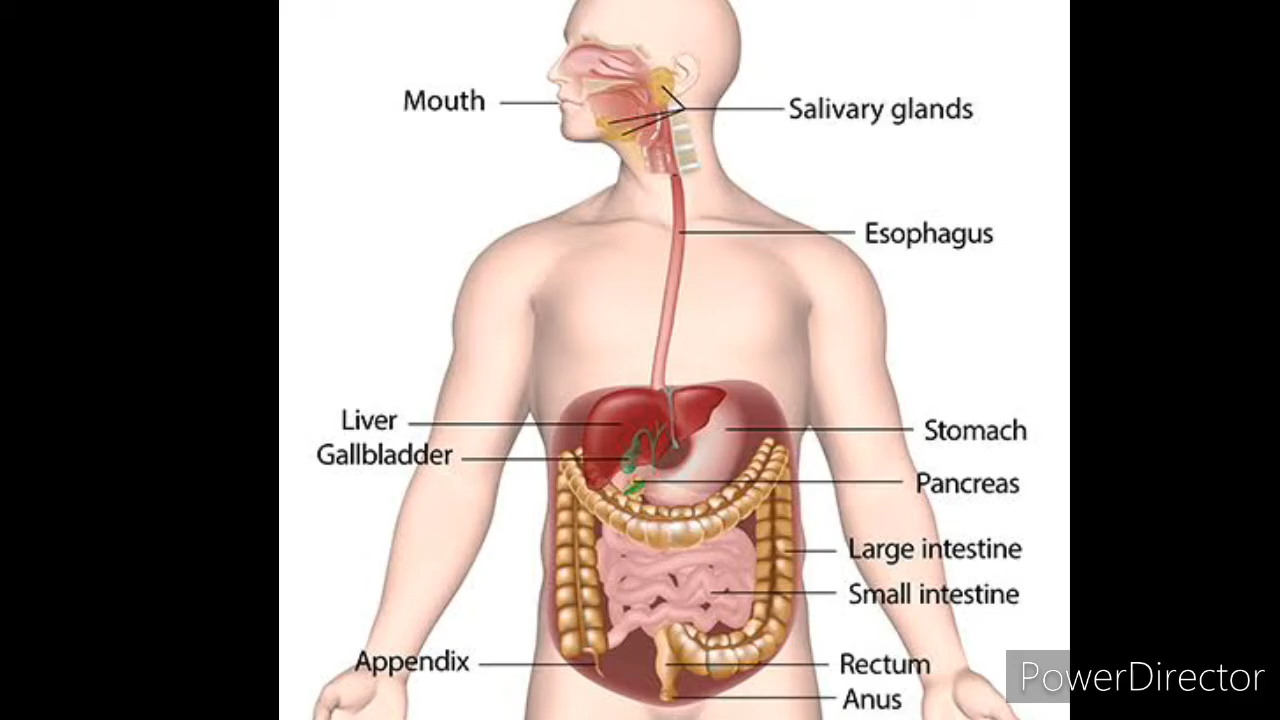 Mouth
Salivary glands
Esophagus
Liver
Gallbladder
Stomach
Pancreas
Large intestine
Small intestine
Appendix
Rectum
Anus
PowerDirector